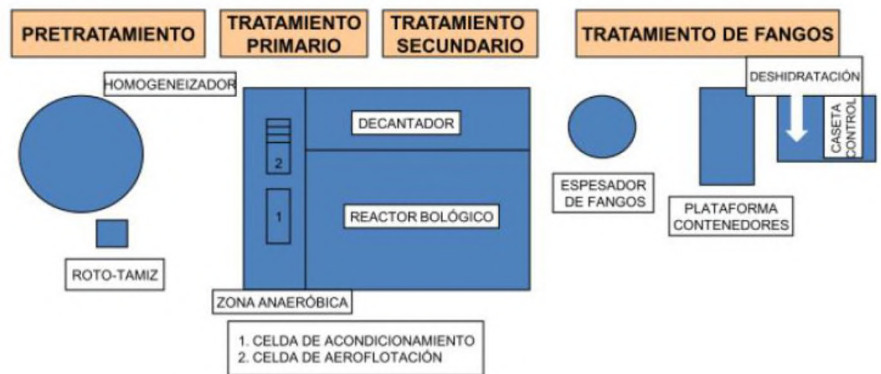 PRETRATAMIENTO
TRATAMIENTO
PRIMARIO
TRATAMIENTO
SECUNDARIO
TRATAMIENTO DE FANGOS
HOMOGENEIZADOR
DESHIDRATACIÓN
DECANTADOR
CASETA
CONTROL
2
1
REACTOR BOLÓGICO
ESPESADOR
DE FANGOS
PLATAFORMA
CONTENEDORES
ROTO-TAMIZ
ZONA ANAERÓBICA
1. CELDA DE ACONDICIONAMIENTO
2. CELDA DE AEROFLOTACIÓN